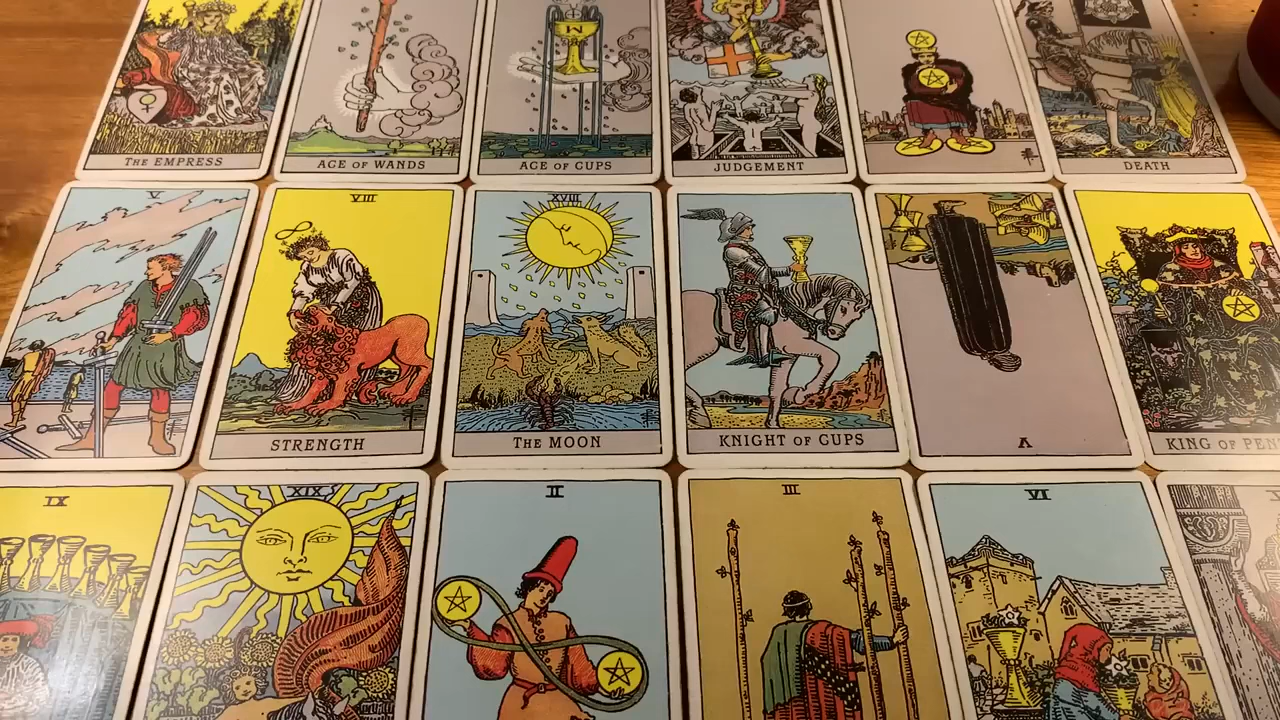 THE EMPRESS
ACE OF WANDS
ACE OF CUPS
JUDGEMENT
DEATH
V
VIII
STRENGTH
XVIII
THE MOON
KNIGHT OF CUPS
V
KING OF PEN
IX
XIX
II
III
VI